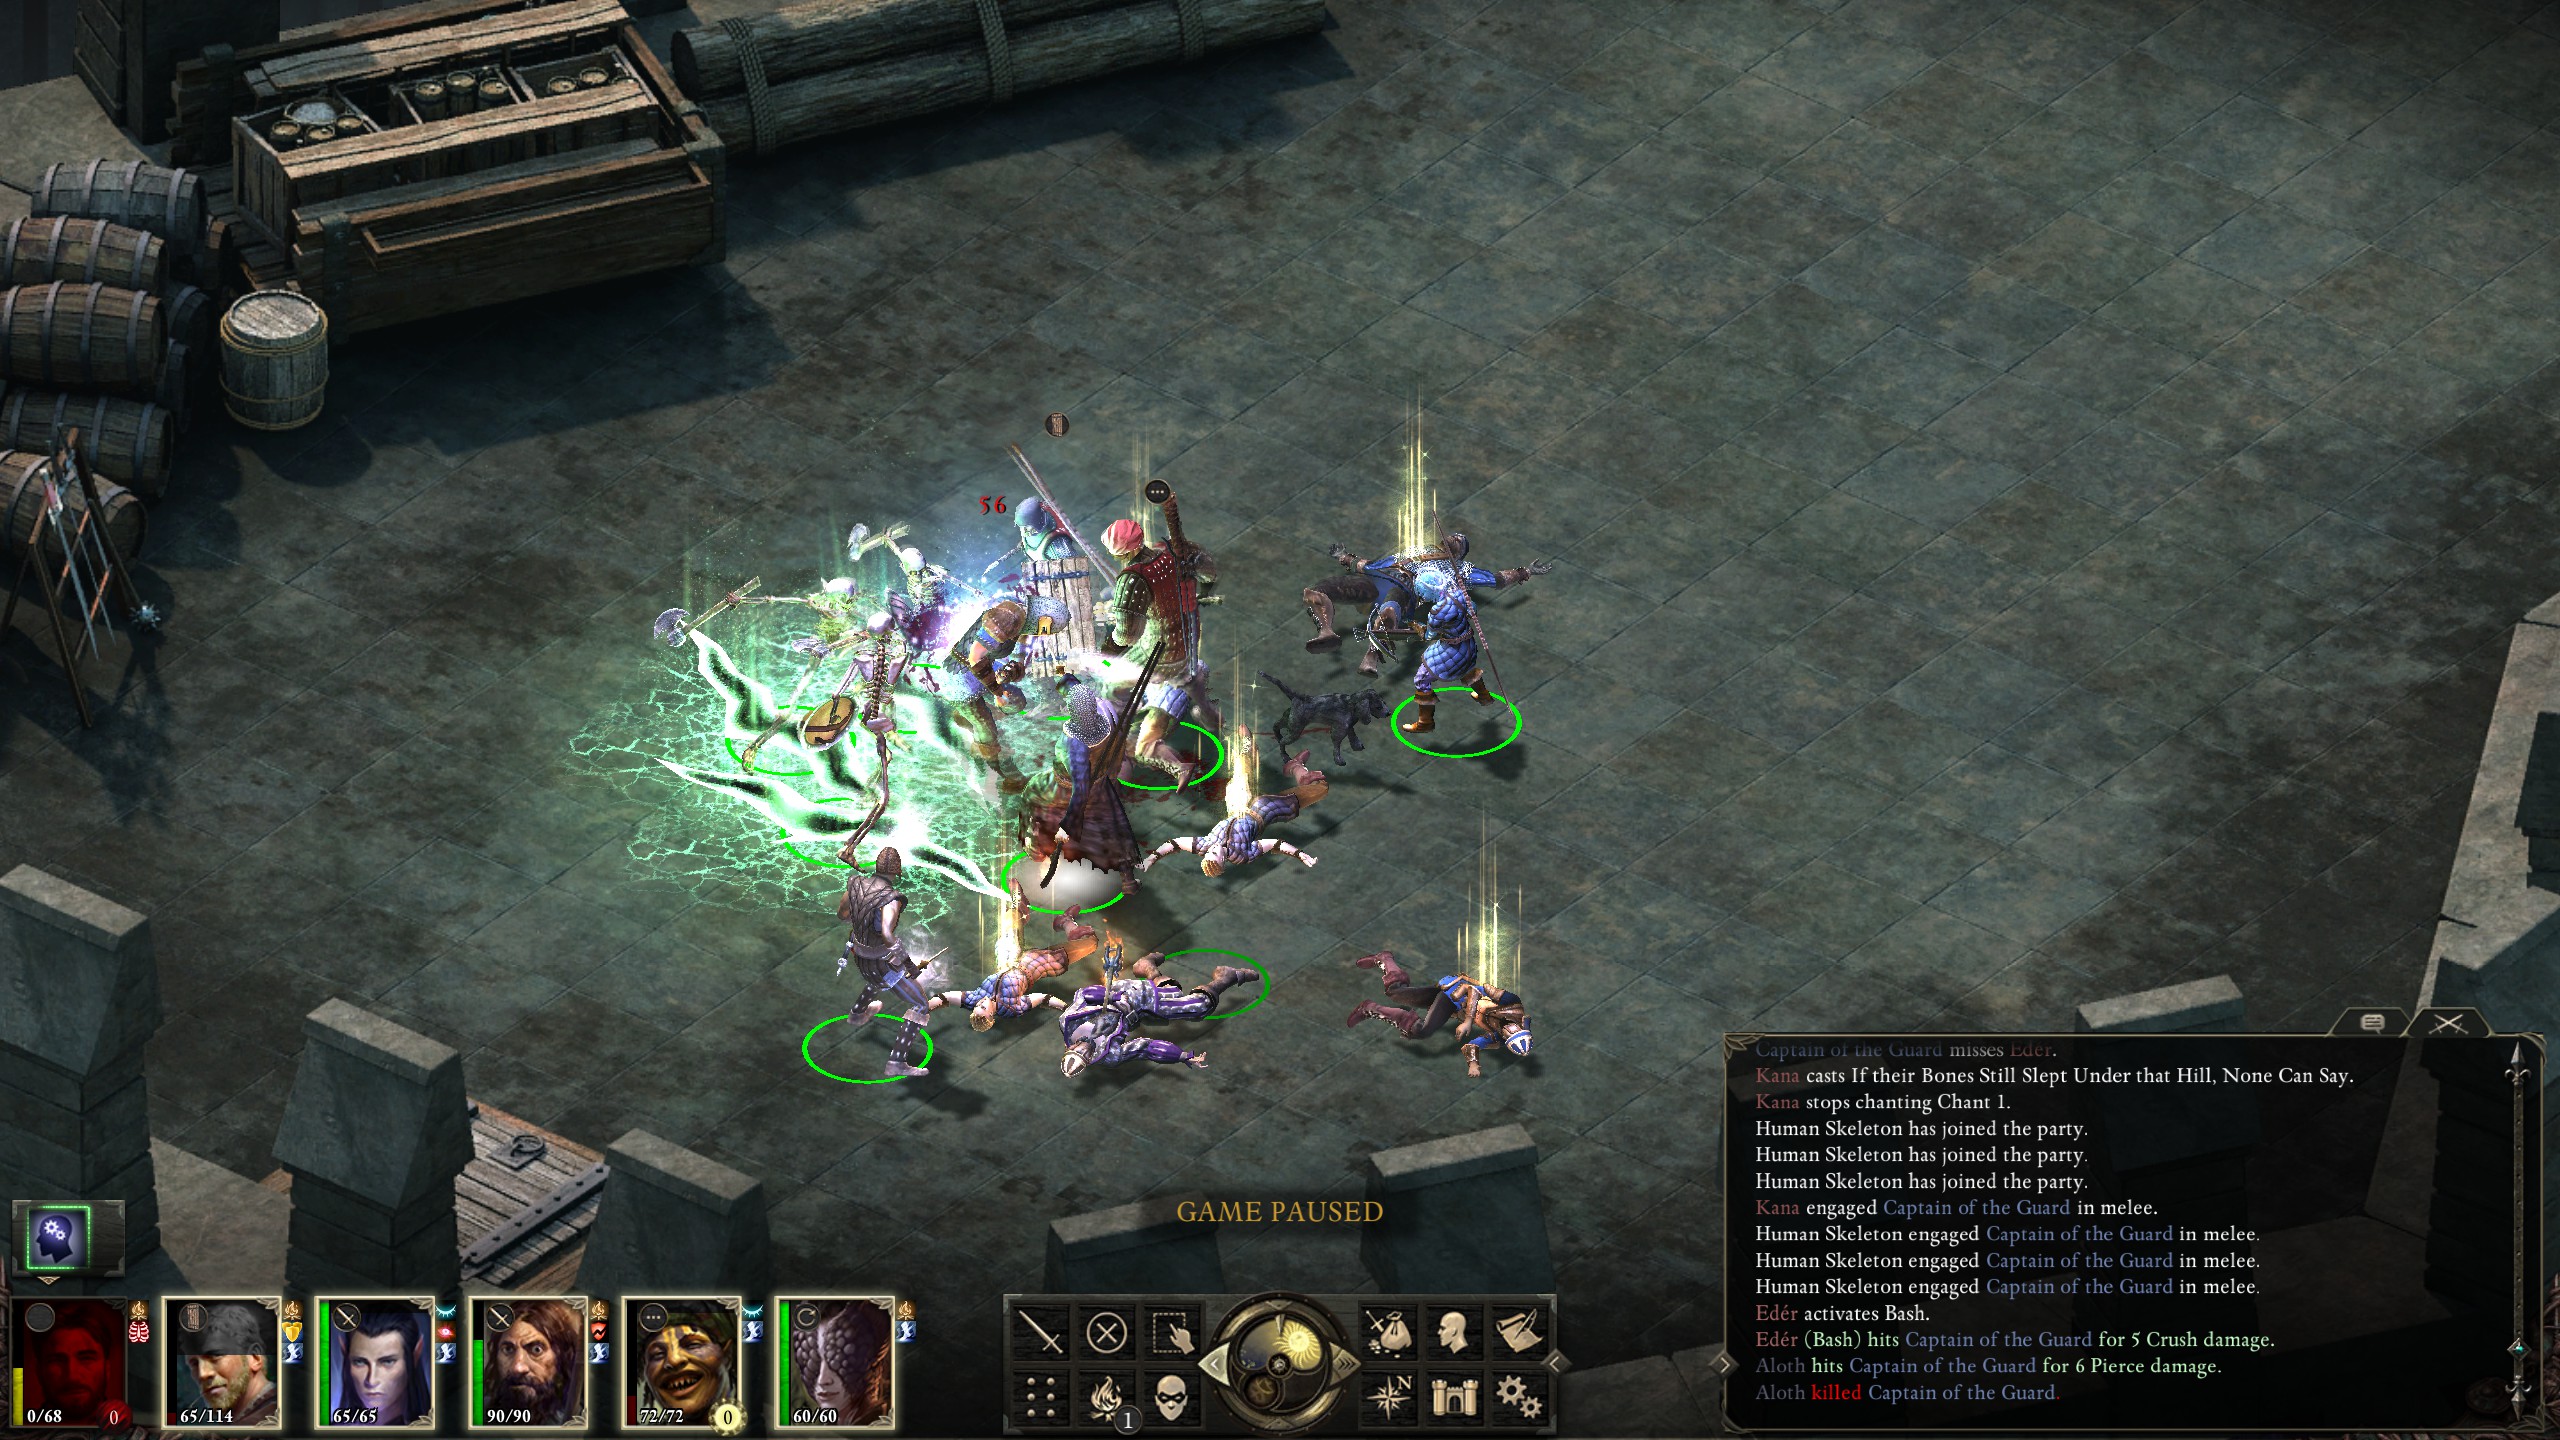 56
GAME PAUSED
Captain of the Guard misses Edér.
Kana casts If their Bones Still Slept Under that Hill, None Can Say.
Kana stops chanting Chant 1.
Human Skeleton has joined the party.
Human Skeleton has joined the party.
Human Skeleton has joined the party.
Kana engaged Captain of the Guard in melee.
Human Skeleton engaged Captain of the Guard in melee.
Human Skeleton engaged Captain of the Guard in melee.
Human Skeleton engaged Captain of the Guard in melee.
Edér activates Bash.
Edér (Bash) hits Captain of the Guard for 5 Crush damage.
Aloth hits Captain of the Guard for 6 Pierce damage.
Aloth killed Captain of the Guard.
0/68 0
65/114
65/65
90/90
72/72 0
60/60
N
1